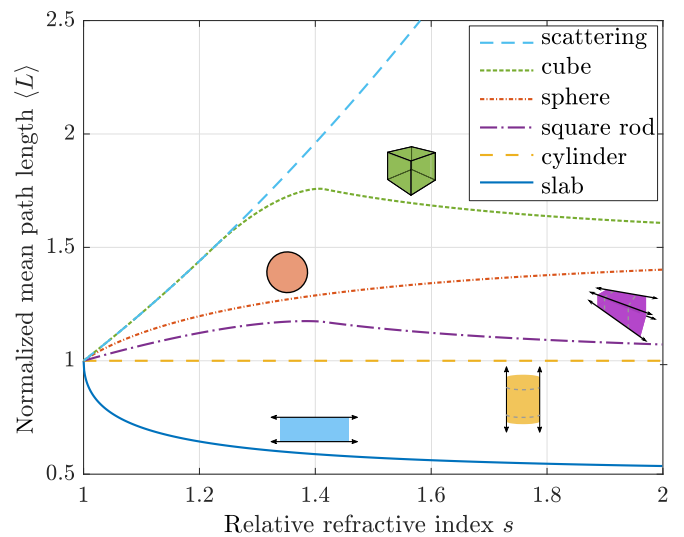 2.5
2
1.5
1
0.5
Normalized mean path length ⟨L⟩
scattering
cube
sphere
square rod
cylinder
slab
1 1.2 1.4 1.6 1.8 2
Relative refractive index s